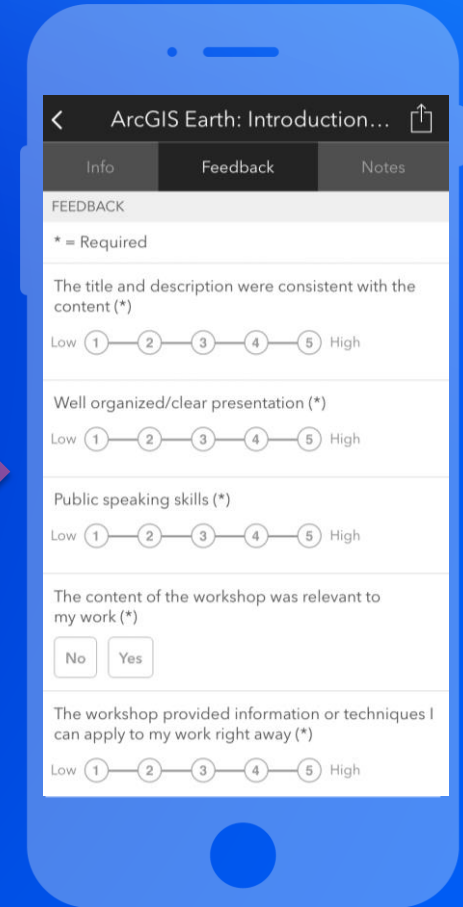 ArcGIS Earth: Introduction...
Info Feedback Notes
FEEDBACK
* = Required
The title and description were consistent with the
content (*)
Low 1 2 3 4 5 High
Well organized/clear presentation (*)
Low 1 2 3 4 5 High
Public speaking skills (*)
Low 1 2 3 4 5 High
The content of the workshop was relevant to
my work (*)
No Yes
The workshop provided information or techniques I
can apply to my work right away (*)
Low 1 2 3 4 5 High